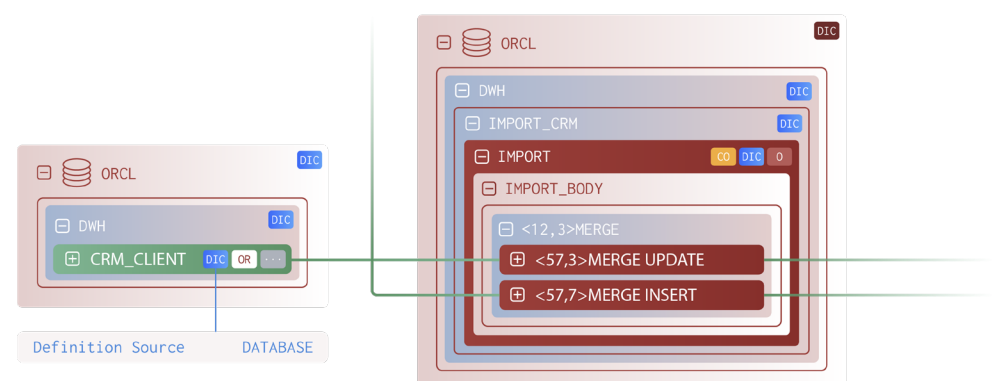 ORCL
DIC
DWH
DIC
CRM_CLIENT
DIC
OR
...
Definition Source
DATABASE
DIC
ORCL
DWH
DIC
IMPORT_CRM
DIC
IMPORT
CO
DIC
O
IMPORT_BODY
<12,3>MERGE
<57,3>MERGE UPDATE
<57,7>MERGE INSERT